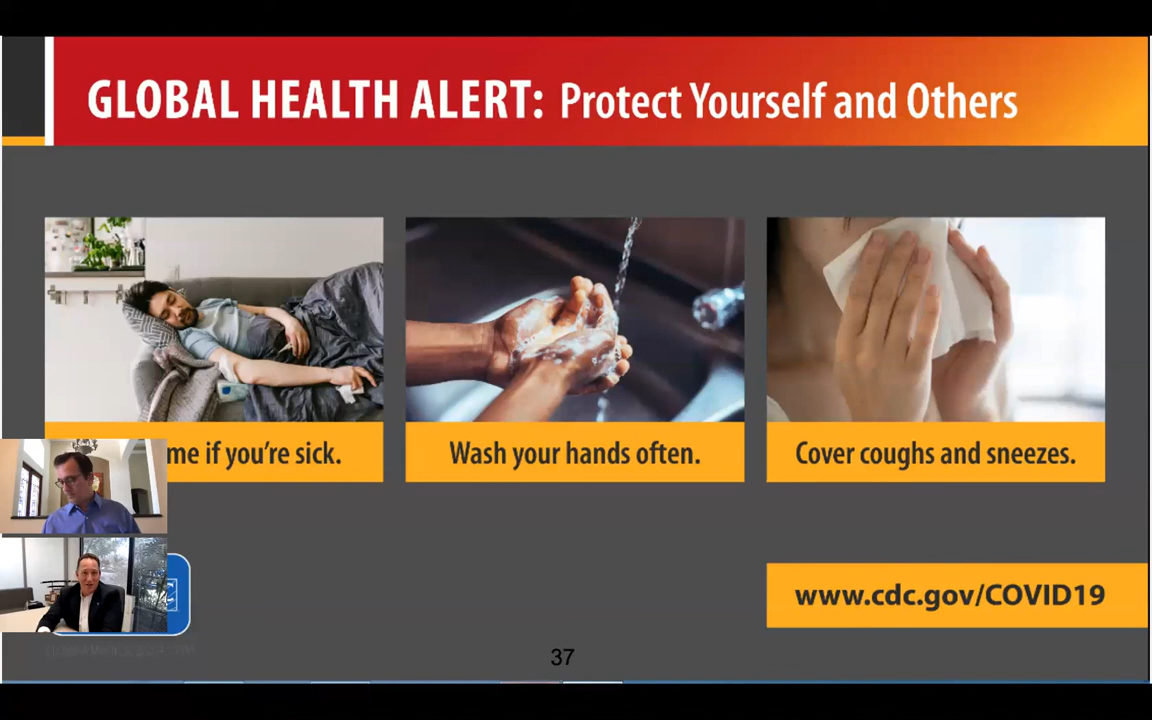 GLOBAL HEALTH ALERT: Protect Yourself and Others
me if you're sick.
Wash your hands often.
Cover coughs and sneezes.
www.cdc.gov/COVID19
37